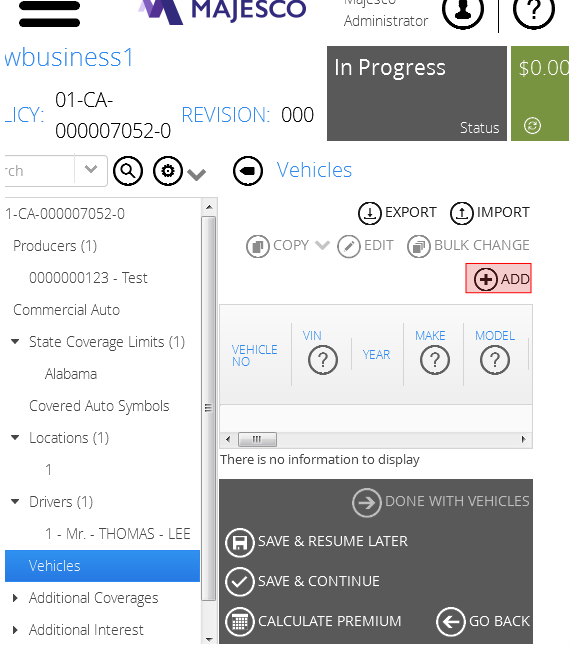 MAJESCO
Majesco
Administrator
wbusiness1
In Progress
$0.00
LICY: 01-CA-
000007052-0
REVISION: 000
Status
rch
Vehicles
1-CA-000007052-0
EXPORT IMPORT
Producers (1)
COPY EDIT BULK CHANGE
0000000123 - Test
ADD
Commercial Auto
State Coverage Limits (1)
VEHICLE
NO
VIN
YEAR
MAKE
MODEL
Alabama
Covered Auto Symbols
Locations (1)
There is no information to display
1
Drivers (1)
DONE WITH VEHICLES
1 - Mr. - THOMAS - LEE
SAVE & RESUME LATER
Vehicles
SAVE & CONTINUE
Additional Coverages
CALCULATE PREMIUM GO BACK
Additional Interest